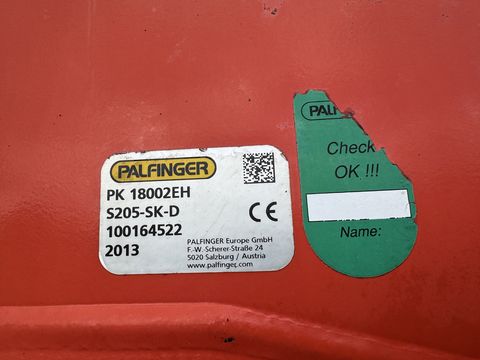 PALFINGER
PK 18002EH
S205-SK-D
100164522
2013
CE
PALFINGER Europe GmbH
F.-W.-Scherer-Straße 24
5020 Salzburg / Austria
www.palfinger.com
PALFI
Check
OK !!!
Name: